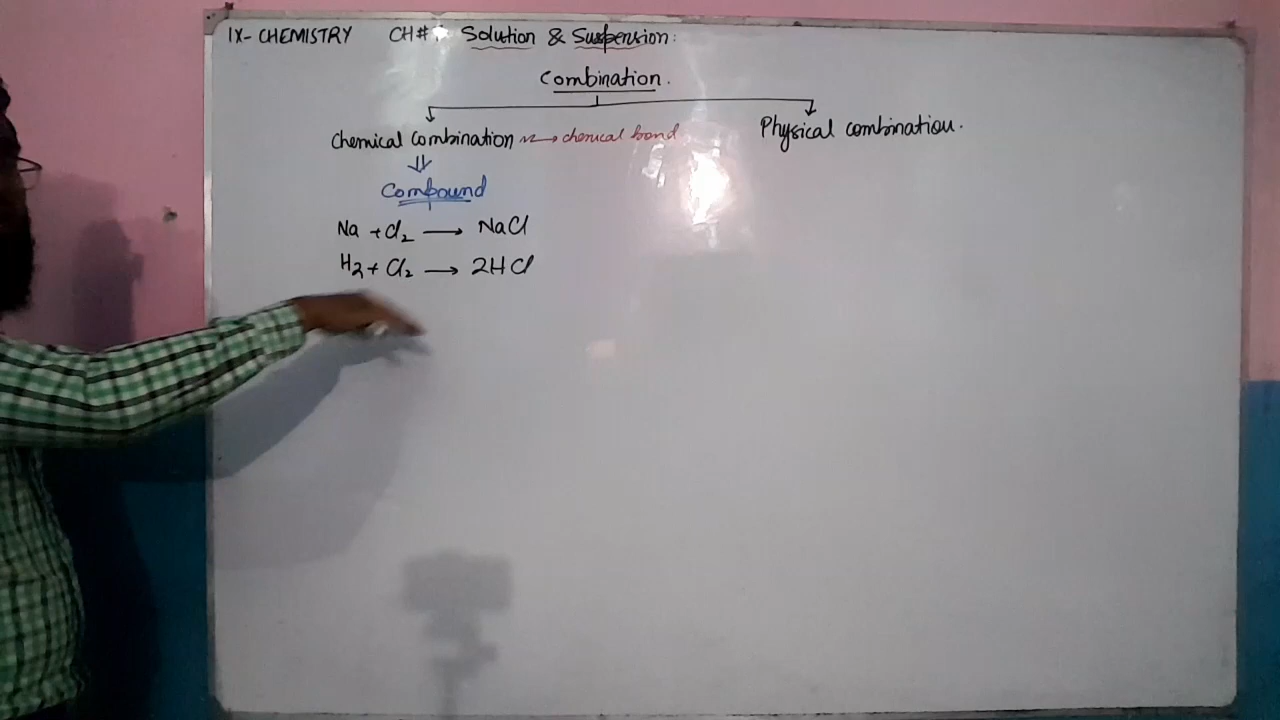 IX- CHEMISTRY CH# Solution & Suspension:
Combination.
Chemical combination → chemical bond
Physical combination.
⇓
Compound
Na + Cl₂ ⟶ NaCl
H₂ + Cl₂ ⟶ 2HCl